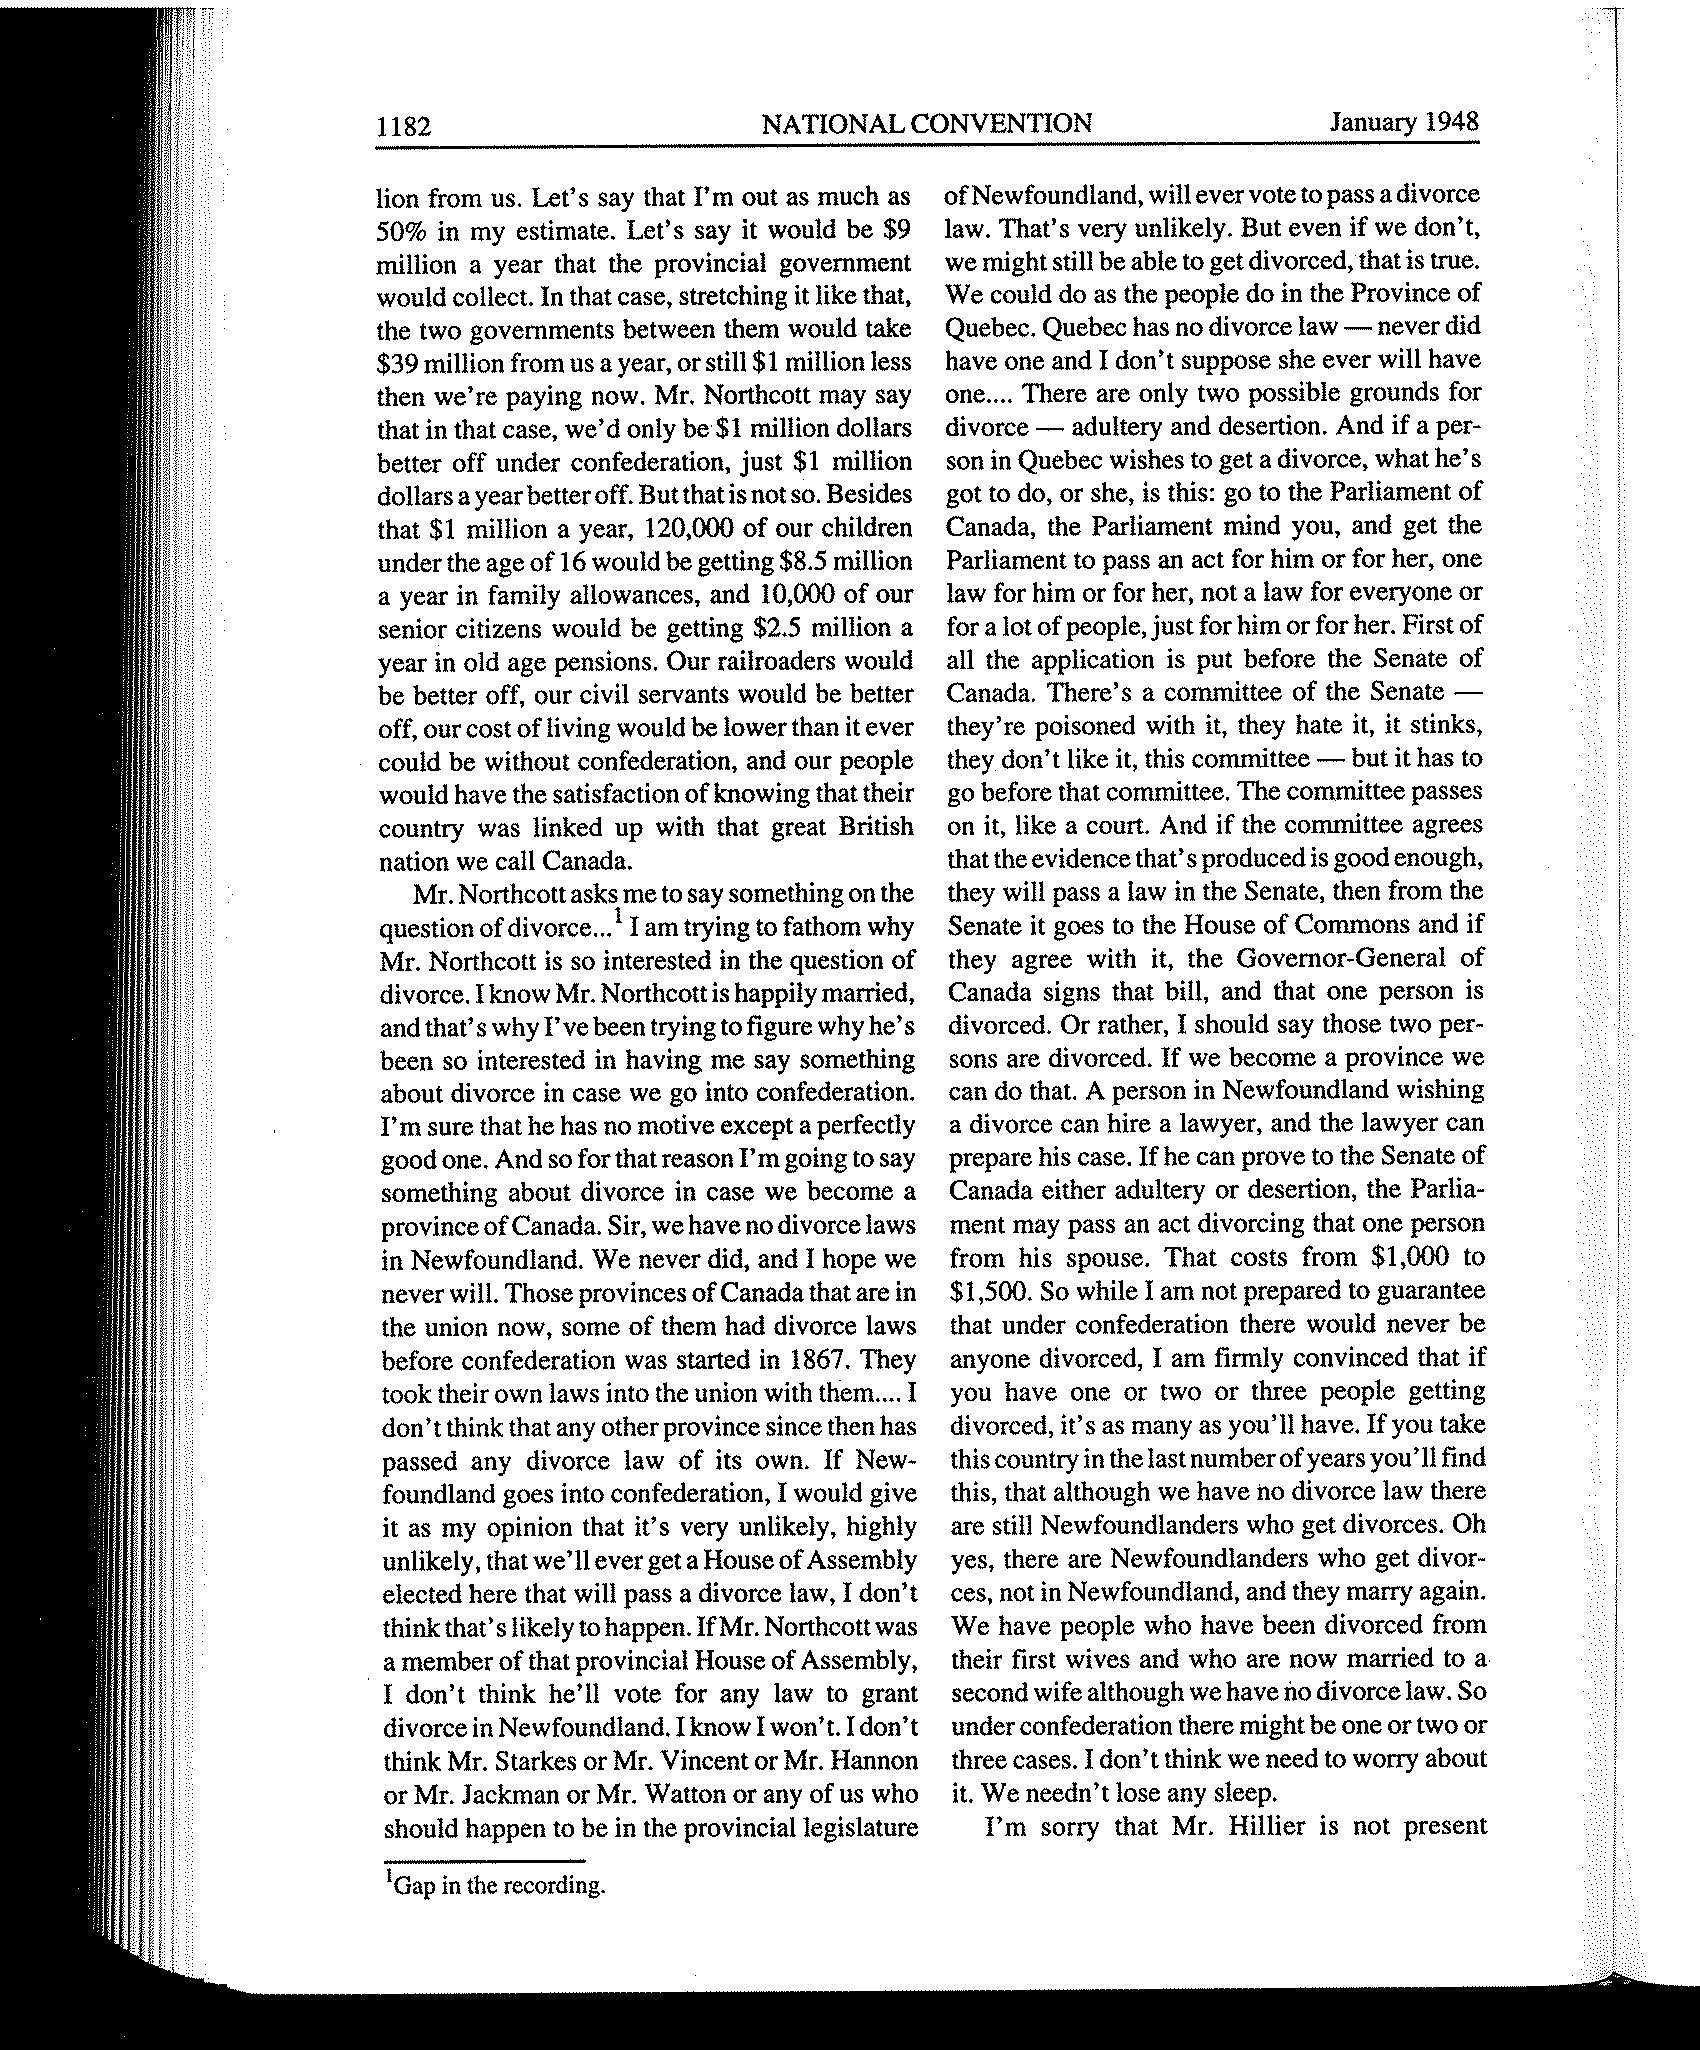 1182 NATIONAL CONVENTION January 1948
lion from us. Let's say that I'm out as much as
50% in my estimate. Let's say it would be $9
million a year that the provincial government
would collect. In that case, stretching it like that,
the two governments between them would take
$39 million from us a year, or still $1 million less
then we're paying now. Mr. Northcott may say
that in that case, we'd only be $1 million dollars
better off under confederation, just $1 million
dollars a year better off. But that is not so. Besides
that $1 million a year, 120,000 of our children
under the age of 16 would be getting $8.5 million
a year in family allowances, and 10,000 of our
senior citizens would be getting $2.5 million a
year in old age pensions. Our railroaders would
be better off, our civil servants would be better
off, our cost of living would be lower than it ever
could be without confederation, and our people
would have the satisfaction of knowing that their
country was linked up with that great British
nation we call Canada.
Mr. Northcott asks me to say something on the
question of divorce...¹ I am trying to fathom why
Mr. Northcott is so interested in the question of
divorce. I know Mr. Northcott is happily married,
and that's why I've been trying to figure why he's
been so interested in having me say something
about divorce in case we go into confederation.
I'm sure that he has no motive except a perfectly
good one. And so for that reason I'm going to say
something about divorce in case we become a
province of Canada. Sir, we have no divorce laws
in Newfoundland. We never did, and I hope we
never will. Those provinces of Canada that are in
the union now, some of them had divorce laws
before confederation was started in 1867. They
took their own laws into the union with them.... I
don't think that any other province since then has
passed any divorce law of its own. If New-
foundland goes into confederation, I would give
it as my opinion that it's very unlikely, highly
unlikely, that we'll ever get a House of Assembly
elected here that will pass a divorce law, I don't
think that's likely to happen. If Mr. Northcott was
a member of that provincial House of Assembly,
I don't think he'll vote for any law to grant
divorce in Newfoundland. I know I won't. I don't
think Mr. Starkes or Mr. Vincent or Mr. Hannon
or Mr. Jackman or Mr. Watton or any of us who
should happen to be in the provincial legislature
¹Gap in the recording.
of Newfoundland, will ever vote to pass a divorce
law. That's very unlikely. But even if we don't,
we might still be able to get divorced, that is true.
We could do as the people do in the Province of
Quebec. Quebec has no divorce law — never did
have one and I don't suppose she ever will have
one.... There are only two possible grounds for
divorce — adultery and desertion. And if a per-
son in Quebec wishes to get a divorce, what he's
got to do, or she, is this: go to the Parliament of
Canada, the Parliament mind you, and get the
Parliament to pass an act for him or for her, one
law for him or for her, not a law for everyone or
for a lot of people, just for him or for her. First of
all the application is put before the Senate of
Canada. There's a committee of the Senate —
they're poisoned with it, they hate it, it stinks,
they don't like it, this committee — but it has to
go before that committee. The committee passes
on it, like a court. And if the committee agrees
that the evidence that's produced is good enough,
they will pass a law in the Senate, then from the
Senate it goes to the House of Commons and if
they agree with it, the Governor-General of
Canada signs that bill, and that one person is
divorced. Or rather, I should say those two per-
sons are divorced. If we become a province we
can do that. A person in Newfoundland wishing
a divorce can hire a lawyer, and the lawyer can
prepare his case. If he can prove to the Senate of
Canada either adultery or desertion, the Parlia-
ment may pass an act divorcing that one person
from his spouse. That costs from $1,000 to
$1,500. So while I am not prepared to guarantee
that under confederation there would never be
anyone divorced, I am firmly convinced that if
you have one or two or three people getting
divorced, it's as many as you'll have. If you take
this country in the last number of years you'll find
this, that although we have no divorce law there
are still Newfoundlanders who get divorces. Oh
yes, there are Newfoundlanders who get divor-
ces, not in Newfoundland, and they marry again.
We have people who have been divorced from
their first wives and who are now married to a
second wife although we have no divorce law. So
under confederation there might be one or two or
three cases. I don't think we need to worry about
it. We needn't lose any sleep.
I'm sorry that Mr. Hillier is not present